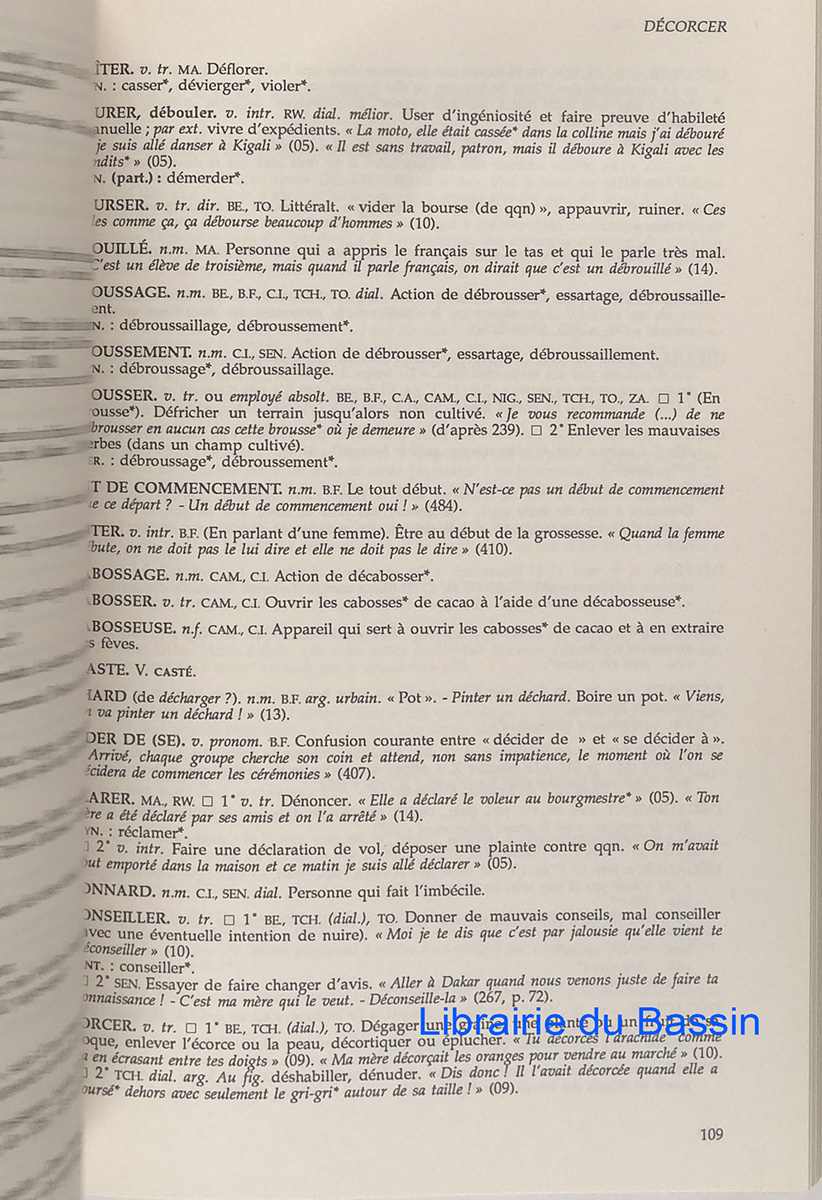 DÉCORCER
ÎTER. v. tr. MA. Déflorer.
N. : casser*, dévierger*, violer*.
URER, débouler. v. intr. RW. dial. mélior. User d'ingéniosité et faire preuve d'habileté
anuelle ; par ext. vivre d'expédients. « La moto, elle était cassée* dans la colline mais j'ai débouré
je suis allé danser à Kigali » (05). « Il est sans travail, patron, mais il déboure à Kigali avec les
ndits* » (05).
N. (part.) : démerder*.
URSER. v. tr. dir. BE., TO. Littéralt. « vider la bourse (de qqn) », appauvrir, ruiner. « Ces
les comme ça, ça débourse beaucoup d'hommes » (10).
OUILLÉ. n.m. MA. Personne qui a appris le français sur le tas et qui le parle très mal.
C'est un élève de troisième, mais quand il parle français, on dirait que c'est un débrouillé » (14).
OUSSAGE. n.m. BE., B.F., C.I., TCH., TO. dial. Action de débrousser*, essartage, débroussaille-
ent.
N. : débroussaillage, débroussement*.
OUSSEMENT. n.m. C.I., SEN. Action de débrousser*, essartage, débroussaillement.
N. : débroussage*, débroussaillage.
OUSSER. v. tr. ou employé absolt. BE., B.F., C.A., CAM., C.I., NIG., SEN., TCH., TO., ZA. □ 1° (En
rousse*). Défricher un terrain jusqu'alors non cultivé. « Je vous recommande (...) de ne
brousser en aucun cas cette brousse* où je demeure » (d'après 239). □ 2° Enlever les mauvaises
erbes (dans un champ cultivé).
ER. : débroussage*, débroussement*.
T DE COMMENCEMENT. n.m. B.F. Le tout début. « N'est-ce pas un début de commencement
e ce départ ? - Un début de commencement oui ! » (484).
TER. v. intr. B.F. (En parlant d'une femme). Être au début de la grossesse. « Quand la femme
bute, on ne doit pas le lui dire et elle ne doit pas le dire » (410).
ABOSSAGE. n.m. CAM., C.I. Action de décabosser*.
ABOSSER. v. tr. CAM., C.I. Ouvrir les cabosses* de cacao à l'aide d'une décabosseuse*.
ABOSSEUSE. n.f. CAM., C.I. Appareil qui sert à ouvrir les cabosses* de cacao et à en extraire
s fèves.
ASTE. V. CASTÉ.
HARD (de décharger ?). n.m. B.F. arg. urbain. « Pot ». - Pinter un déchard. Boire un pot. « Viens,
va pinter un déchard ! » (13).
DER DE (SE). v. pronom. B.F. Confusion courante entre « décider de » et « se décider à ».
Arrivé, chaque groupe cherche son coin et attend, non sans impatience, le moment où l'on se
écidera de commencer les cérémonies » (407).
ARER. MA., RW. □ 1° v. tr. Dénoncer. « Elle a déclaré le voleur au bourgmestre* » (05). « Ton
ère a été déclaré par ses amis et on l'a arrêté » (14).
YN. : réclamer*.
□ 2° v. intr. Faire une déclaration de vol, déposer une plainte contre qqn. « On m'avait
out emporté dans la maison et ce matin je suis allé déclarer » (05).
ONNARD. n.m. C.I., SEN. dial. Personne qui fait l'imbécile.
ONSEILLER. v. tr. □ 1° BE., TCH. (dial.), TO. Donner de mauvais conseils, mal conseiller
avec une éventuelle intention de nuire). « Moi je te dis que c'est par jalousie qu'elle vient te
éconseiller » (10).
NT. : conseiller*.
□ 2° SEN. Essayer de faire changer d'avis. « Aller à Dakar quand nous venons juste de faire ta
onnaissance ! - C'est ma mère qui le veut. - Déconseille-la » (267, p. 72).
ORCER. v. tr. □ 1° BE., TCH. (dial.), TO. Dégager une graine, une plante ou un fruit de sa
oque, enlever l'écorce ou la peau, décortiquer ou éplucher. « Tu décorces l'arachide* comme
a en écrasant entre tes doigts » (09). « Ma mère décorçait les oranges pour vendre au marché » (10).
□ 2° TCH. dial. arg. Au fig. déshabiller, dénuder. « Dis donc ! Il l'avait décorcée quand elle a
oursé* dehors avec seulement le gri-gri* autour de sa taille ! » (09).
Librairie du Bassin
109